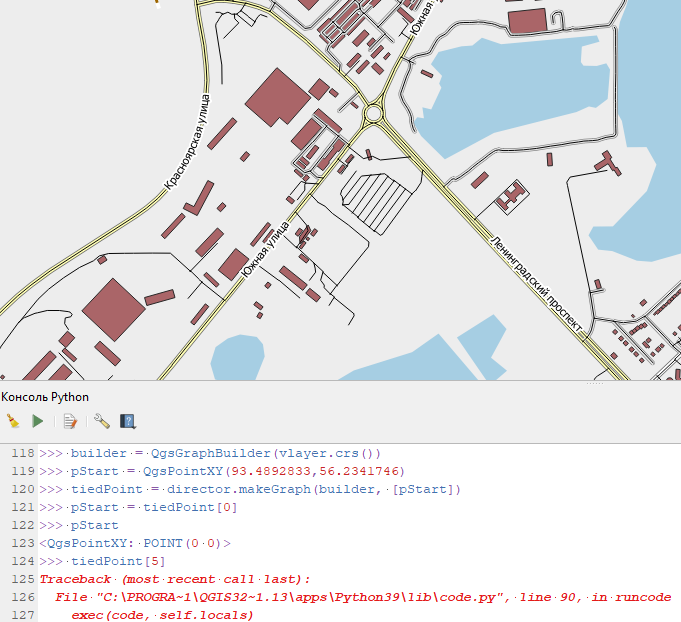 Южная у
Красноярская улица
Южная улица
Ленинградский проспект
Консоль Python
118 >>> builder = QgsGraphBuilder(vlayer.crs())
119 >>> pStart = QgsPointXY(93.4892833,56.2341746)
120 >>> tiedPoint = director.makeGraph(builder, [pStart])
121 >>> pStart = tiedPoint[0]
122 >>> pStart
123 <QgsPointXY: POINT(0 0)>
124 >>> tiedPoint[5]
125 Traceback (most recent call last):
126   File "C:\PROGRA~1\QGIS32~1.13\apps\Python39\lib\code.py", line 90, in runcode
127     exec(code, self.locals)